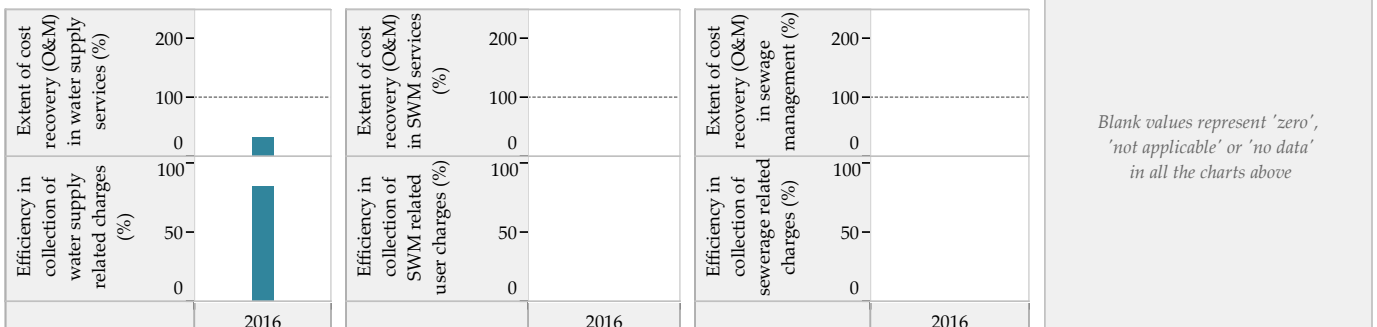 Extent of cost
recovery (O&M)
in water supply
services (%)
200
100
0
Efficiency in
collection of
water supply
related charges
(%)
100
50
0
2016
Extent of cost
recovery (O&M)
in SWM services
(%)
200
100
0
Efficiency in
collection of
SWM related
user charges (%)
100
50
0
2016
Extent of cost
recovery (O&M)
in sewage
management (%)
200
100
0
Efficiency in
collection of
sewerage related
charges (%)
100
50
0
2016
Blank values represent 'zero',
'not applicable' or 'no data'
in all the charts above